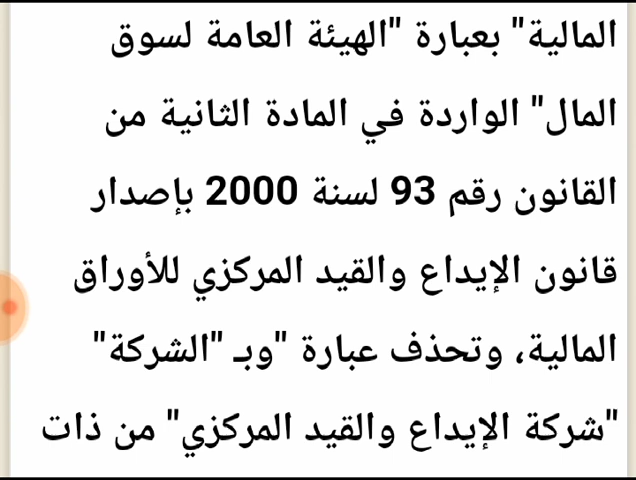 المالية" بعبارة "الهيئة العامة لسوق
المال" الواردة في المادة الثانية من
القانون رقم 93 لسنة 2000 بإصدار
قانون الإيداع والقيد المركزي للأوراق
المالية، وتحذف عبارة "وبـ "الشركة"
"شركة الإيداع والقيد المركزي" من ذات